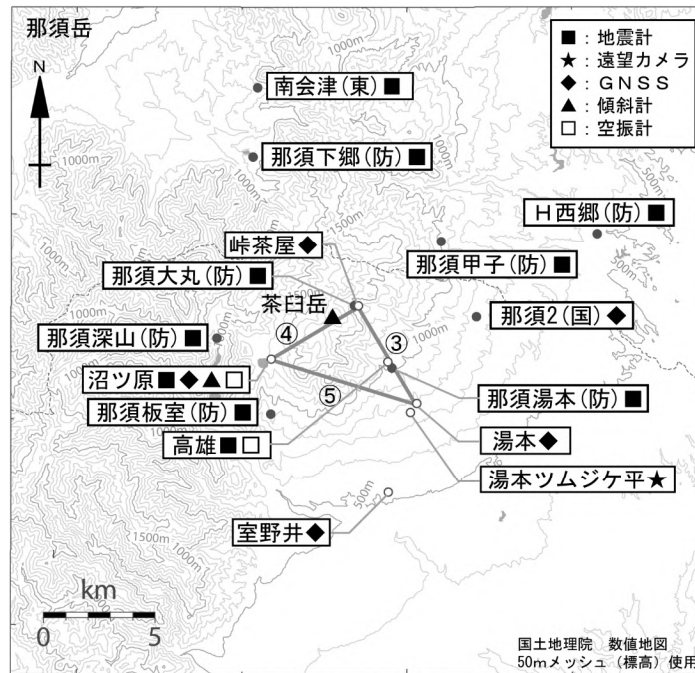 那須岳
N
■：地震計
★：遠望カメラ
◆：ＧＮＳＳ
▲：傾斜計
□：空振計
1000m
南会津(東)■
1000m
那須下郷(防)■
1000m
1500m
Ｈ西郷(防)■
峠茶屋◆
那須甲子(防)■
那須大丸(防)■
茶臼岳
④
③
1000m
那須2(国)◆
那須深山(防)■
沼ツ原■◆▲□
⑤
那須板室(防)■
那須湯本(防)■
高雄■□
湯本◆
湯本ツムジケ平★
500m
室野井◆
1500m
1000m
km
0 5
国土地理院　数値地図
50mメッシュ（標高）使用